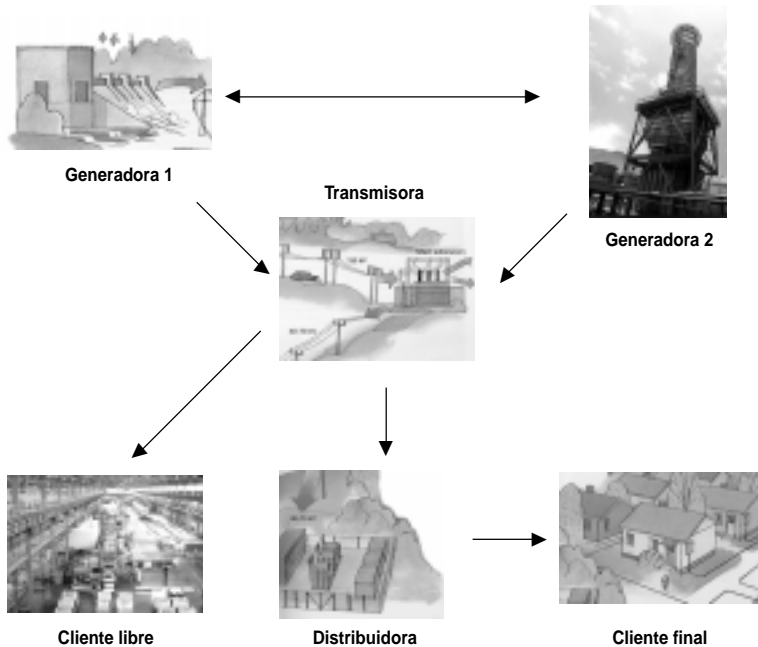 Generadora 1
Transmisora
Generadora 2
Cliente libre
Distribuidora
Cliente final